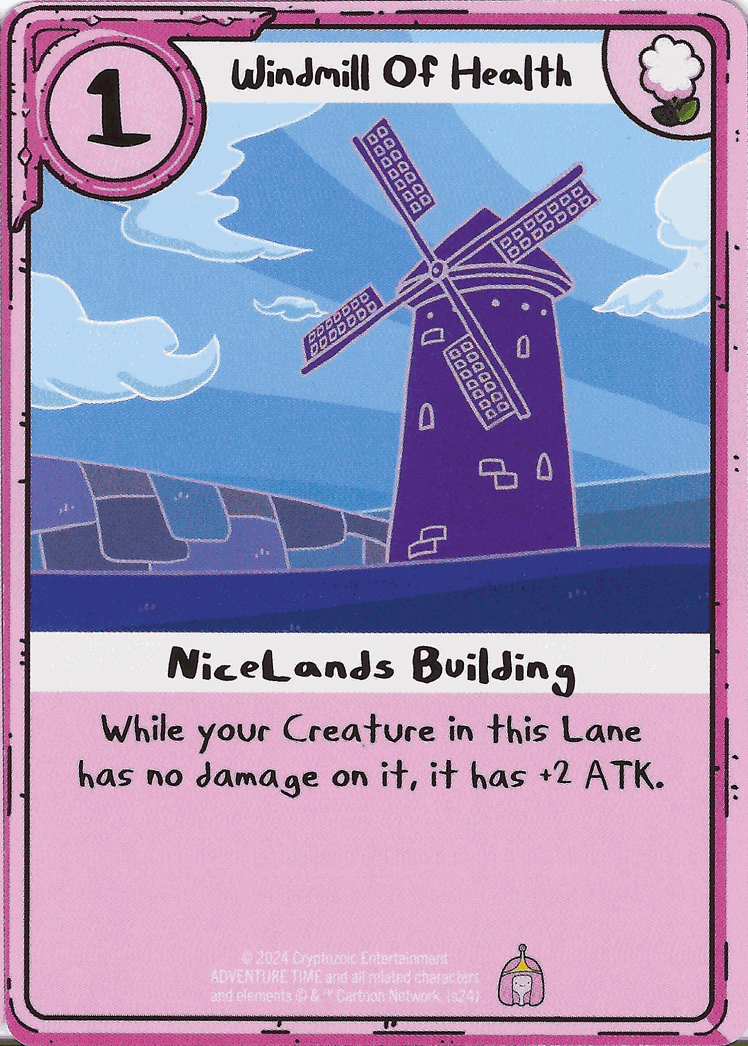 1
Windmill Of Health
NiceLands Building
While your Creature in this Lane
has no damage on it, it has +2 ATK.
© 2024 Cryptozoic Entertainment
ADVENTURE TIME and all related characters
and elements © & ™ Cartoon Network. (s24)